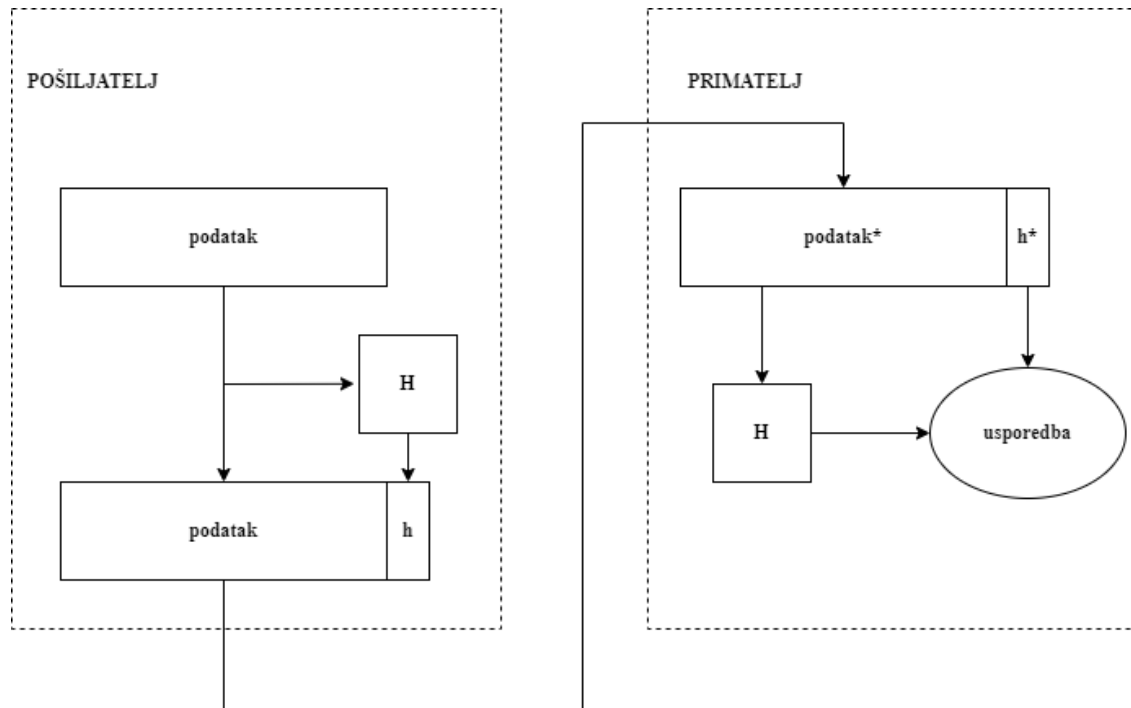 POŠILJATELJ
podatak
H
podatak
h
PRIMATELJ
podatak*
h*
H
usporedba